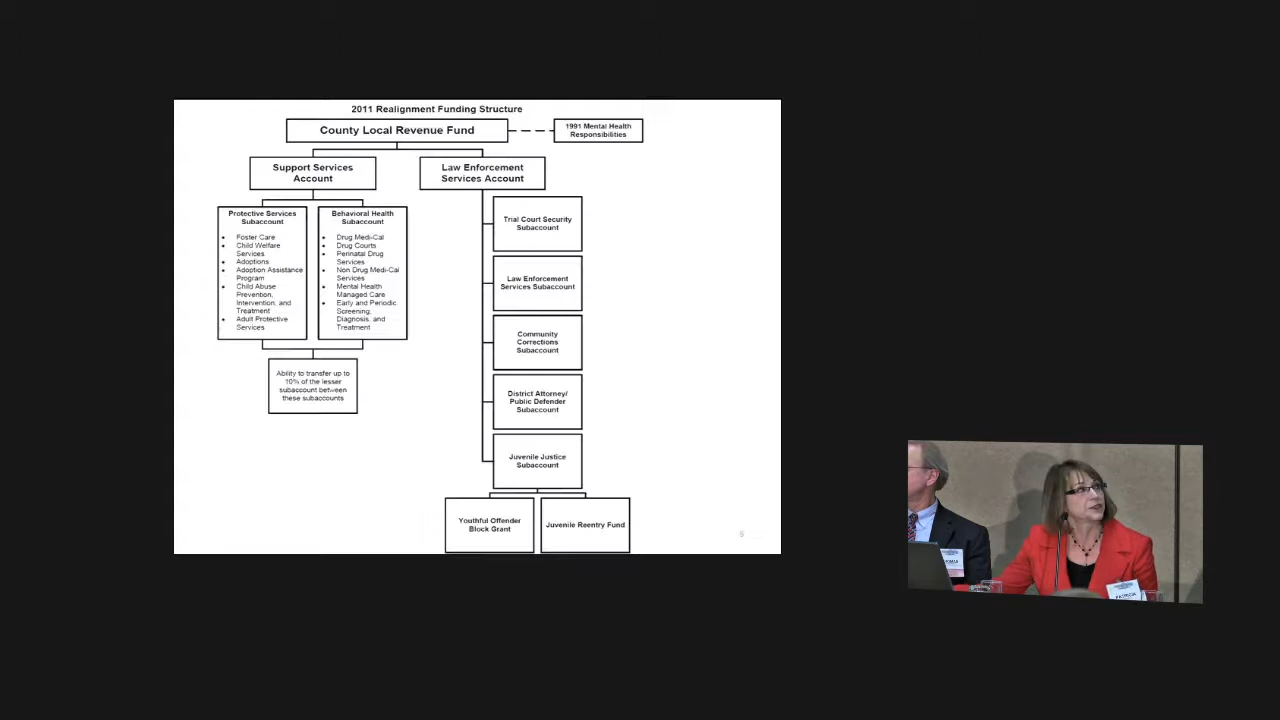 2011 Realignment Funding Structure
County Local Revenue Fund
1991 Mental Health
Responsibilities
Support Services
Account
Law Enforcement
Services Account
Protective Services
Subaccount
• Foster Care
• Child Welfare
Services
• Adoptions
• Adoption Assistance
Program
• Child Abuse
Prevention,
Intervention, and
Treatment
• Adult Protective
Services
Behavioral Health
Subaccount
• Drug Medi-Cal
• Drug Courts
• Perinatal Drug
Services
• Non Drug Medi-Cal
Services
• Mental Health
Managed Care
• Early and Periodic
Screening,
Diagnosis, and
Treatment
Ability to transfer up to
10% of the lesser
subaccount between
these subaccounts
Trial Court Security
Subaccount
Law Enforcement
Services Subaccount
Community
Corrections
Subaccount
District Attorney/
Public Defender
Subaccount
Juvenile Justice
Subaccount
Youthful Offender
Block Grant
Juvenile Reentry Fund
PATRICIA